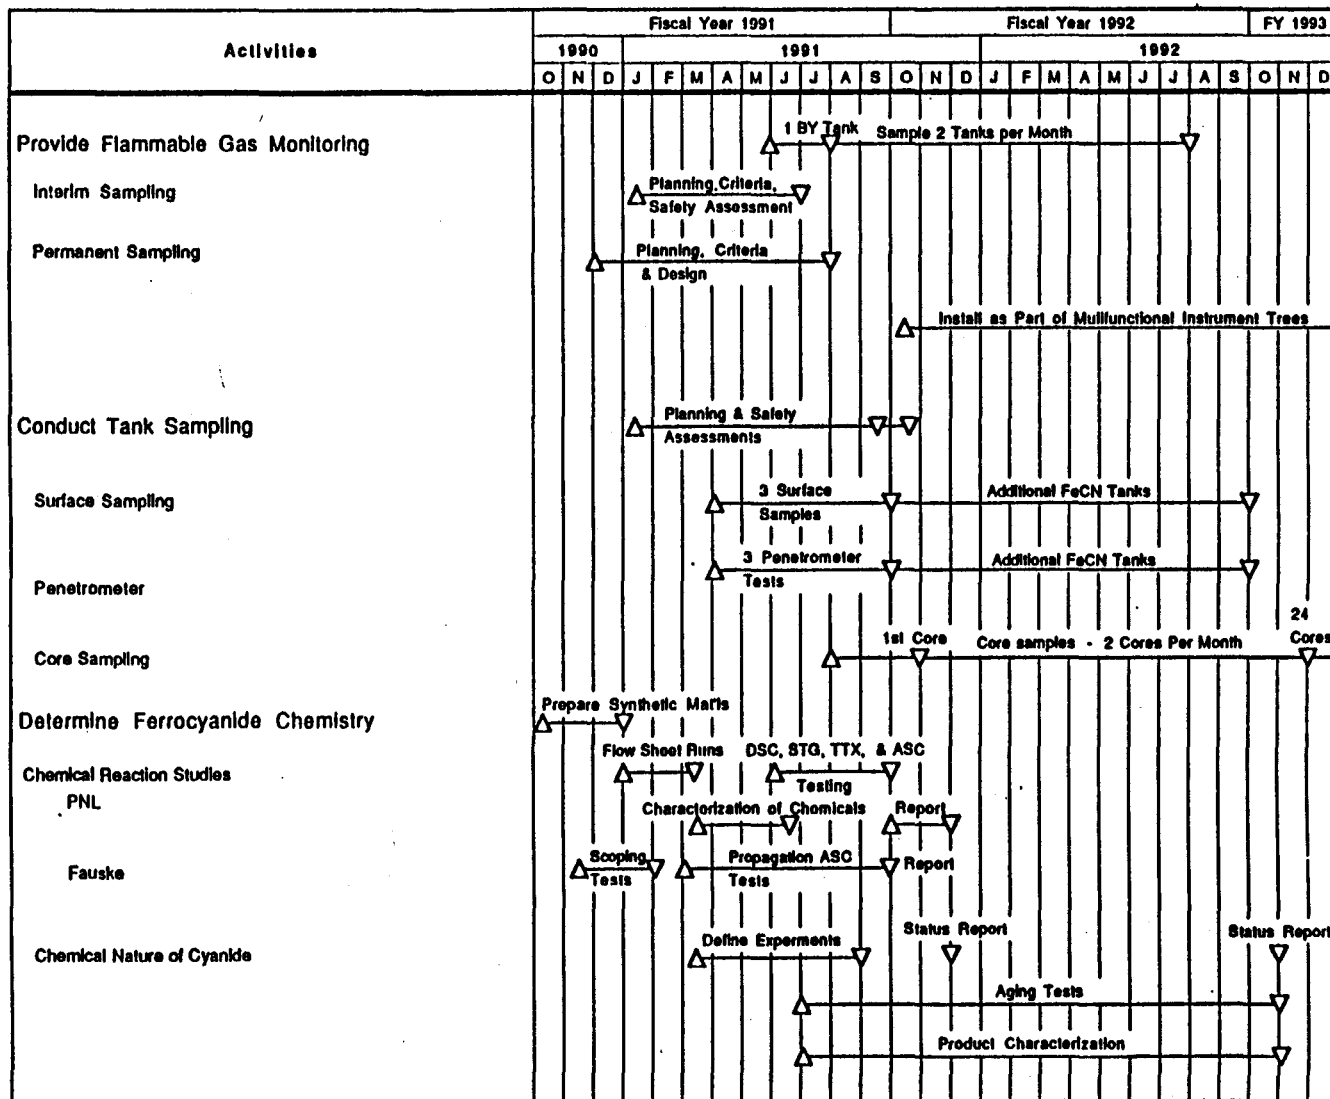 Fiscal Year 1991 Fiscal Year 1992 FY 1993
Activities 1990 1991 1992
O N D J F M A M J J A S O N D J F M A M J J A S O N D
1 BY Tank Sample 2 Tanks per Month
Provide Flammable Gas Monitoring
Interim Sampling Planning, Criteria,
Safety Assessment
Permanent Sampling Planning, Criteria
& Design
Install as Part of Multifunctional Instrument Trees
Conduct Tank Sampling Planning & Safety
Assessments
Surface Sampling 3 Surface Additional FeCN Tanks
Samples
3 Penetrometer Additional FeCN Tanks
Tests
Penetrometer
24
1st Core Core samples - 2 Cores Per Month Cores
Core Sampling
Prepare Synthetic Mat'ls
Determine Ferrocyanide Chemistry
Flow Sheet Runs DSC, STG, TTX, & ASC
Chemical Reaction Studies Testing
PNL
Characterization of Chemicals Report
Scoping Propagation ASC Report
Fauske Tests Tests
Status Report Status Report
Chemical Nature of Cyanide Define Experments
Aging Tests
Product Characterization